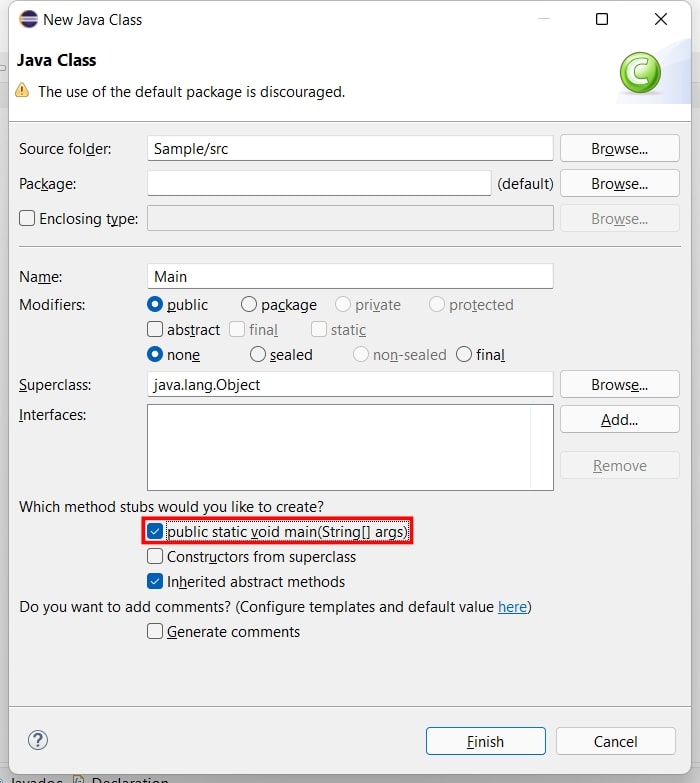 New Java Class
Java Class
The use of the default package is discouraged.
Source folder: Sample/src Browse...
Package: (default) Browse...
Enclosing type: Browse...
Name: Main
Modifiers: public package private protected
abstract final static
none sealed non-sealed final
Superclass: java.lang.Object Browse...
Interfaces: Add...
Remove
Which method stubs would you like to create?
public static void main(String[] args)
Constructors from superclass
Inherited abstract methods
Do you want to add comments? (Configure templates and default value here)
Generate comments
? Finish Cancel
Javadoc Declaration